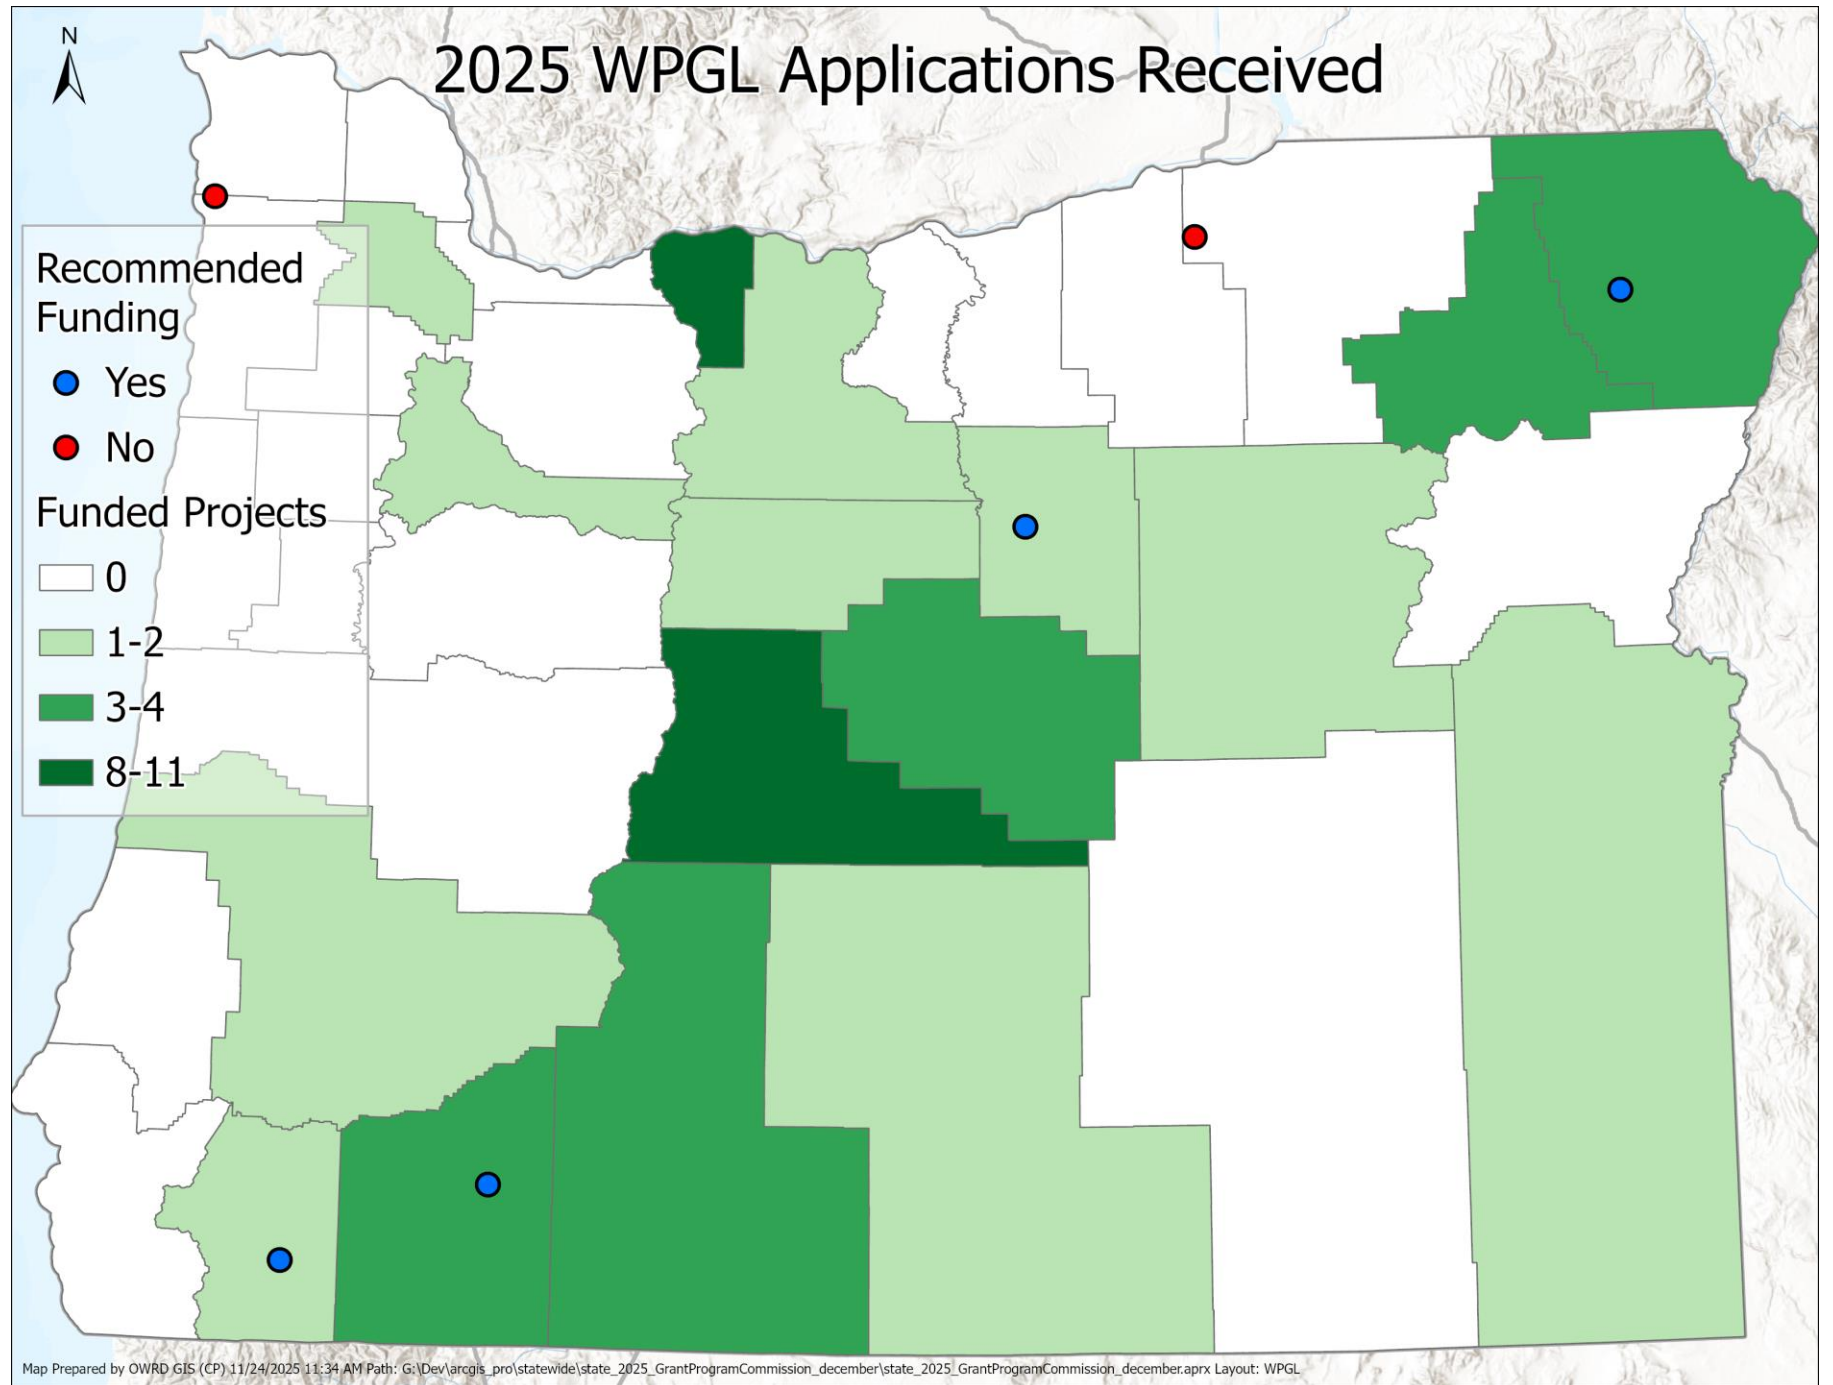 N
2025 WPGL Applications Received
Recommended
Funding
Yes
No
Funded Projects
0
1-2
3-4
8-11
Map Prepared by OWRD GIS (CP) 11/24/2025 11:34 AM Path: G:\Dev\arcgis_pro\statewide\state_2025_GrantProgramCommission_december\state_2025_GrantProgramCommission_december.aprx Layout: WPGL